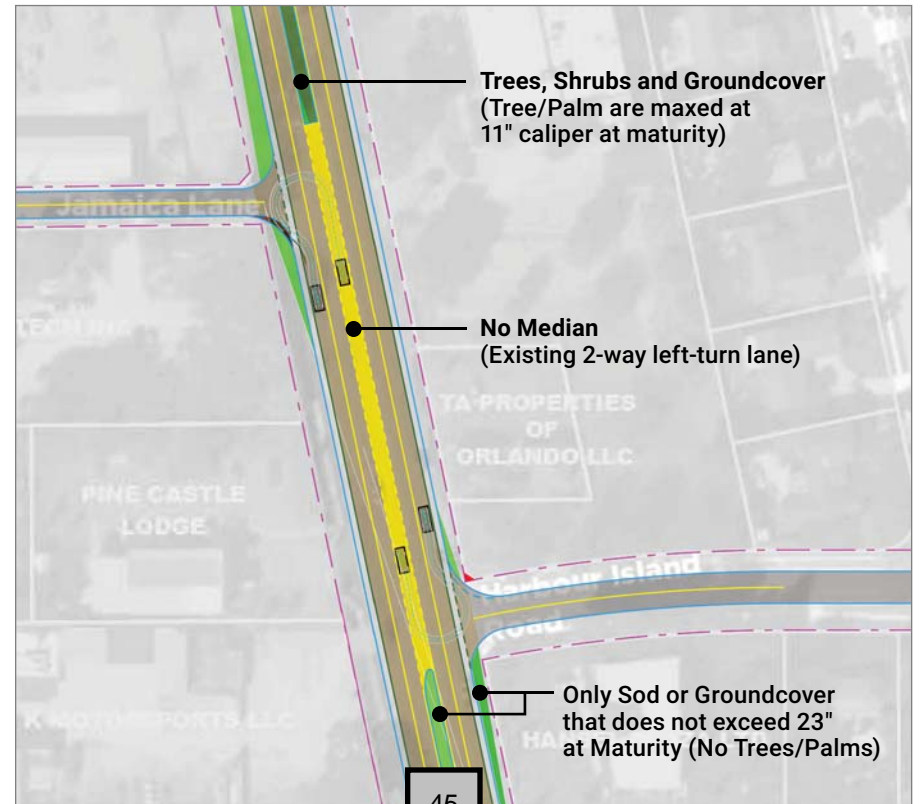 Trees, Shrubs and Groundcover
(Tree/Palm are maxed at
11" caliper at maturity)
Jamaica Lane
No Median
(Existing 2-way left-turn lane)
TA PROPERTIES
OF
ORLANDO LLC
PINE CASTLE
LODGE
Harbour Island
Road
Only Sod or Groundcover
that does not exceed 23"
at Maturity (No Trees/Palms)
45